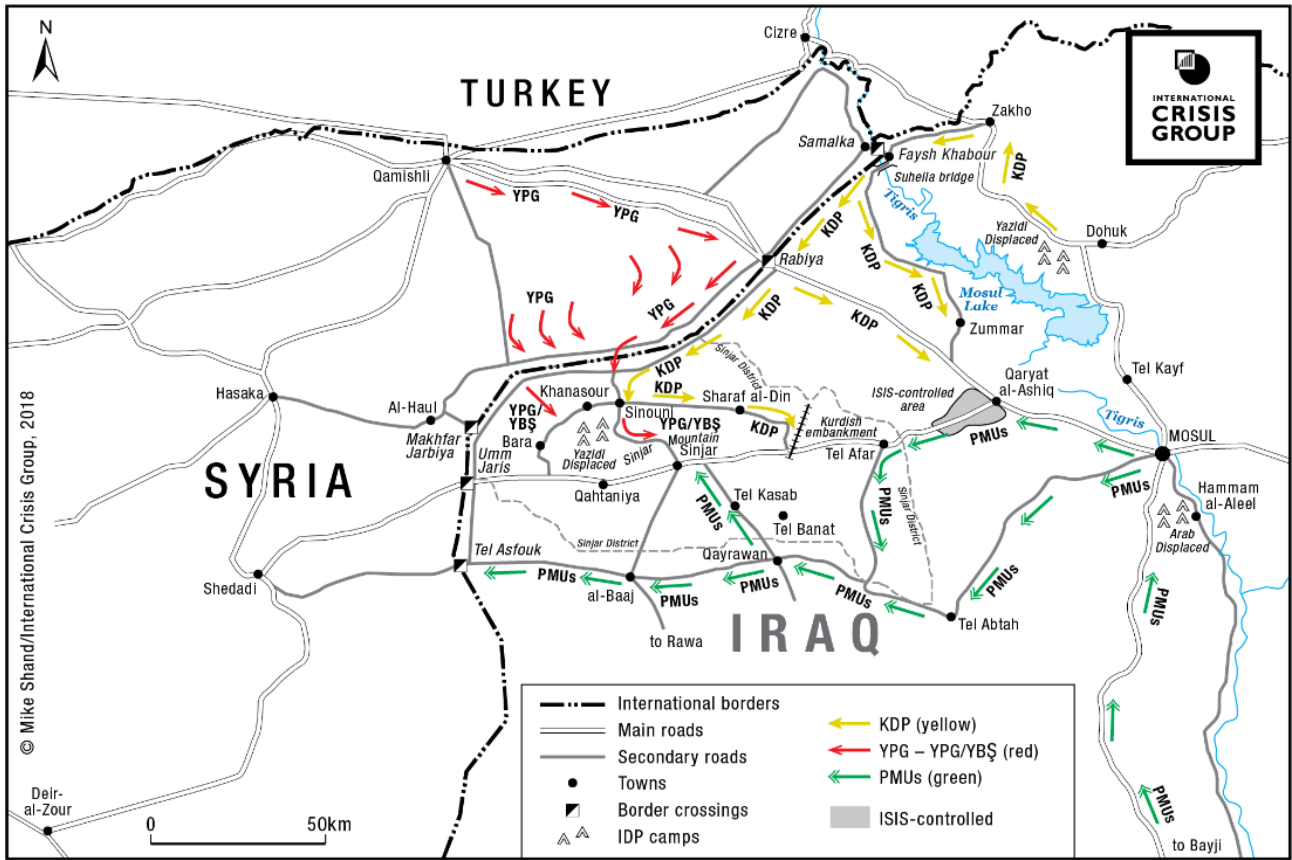 N
TURKEY
SYRIA
IRAQ
INTERNATIONAL
CRISIS
GROUP
Cizre
Zakho
Samalka
Faysh Khabour
Suheila bridge
Tigris
KDP
Qamishli
YPG
YPG
KDP
Yazidi
Displaced
Dohuk
Rabiya
KDP
KDP
Mosul
Lake
YPG
YPG
KDP
KDP
Zummar
Sinjar District
KDP
Qaryat
al-Ashiq
Tel Kayf
Hasaka
Al-Haul
Khanasour
KDP
Sharaf al-Din
ISIS-controlled
area
Makhfar
Jarbiya
YPG/
YBŞ
Sinouni
YPG/YBŞ
KDP
Kurdish
embankment
PMUs
Tigris
MOSUL
Bara
Umm
Jaris
Yazidi
Displaced
Sinjar
Mountain
Sinjar
Tel Afar
Qahtaniya
Tel Kasab
Tel Banat
PMUs
PMUs
Sinjar District
PMUs
Hammam
al-Aleel
Arab
Displaced
Tel Asfouk
Sinjar District
Qayrawan
Shedadi
PMUs
al-Baaj
PMUs
PMUs
PMUs
PMUs
Tel Abtah
PMUs
to Rawa
© Mike Shand/International Crisis Group, 2018
Deir-
al-Zour
0 50km
International borders
Main roads
Secondary roads
Towns
Border crossings
IDP camps
KDP (yellow)
YPG – YPG/YBŞ (red)
PMUs (green)
ISIS-controlled
PMUs
to Bayji